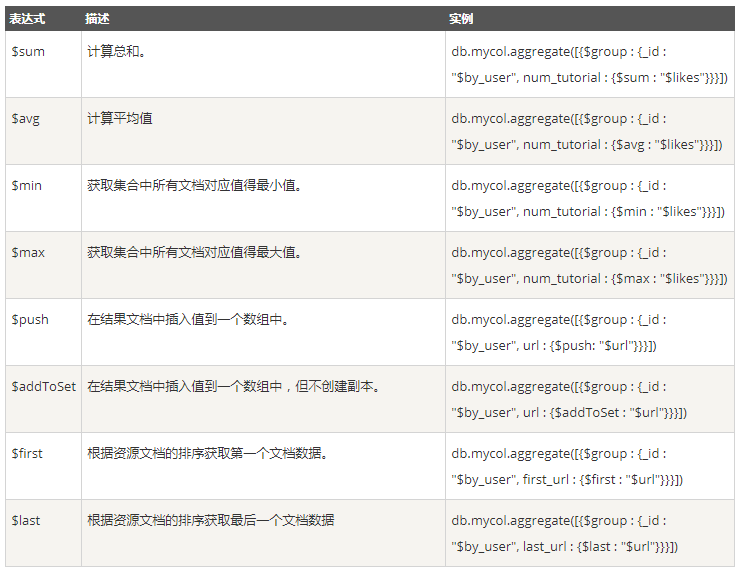 表达式 描述 实例
$sum 计算总和。 db.mycol.aggregate([{$group : {_id :
"$by_user", num_tutorial : {$sum : "$likes"}}}])
$avg 计算平均值 db.mycol.aggregate([{$group : {_id :
"$by_user", num_tutorial : {$avg : "$likes"}}}])
$min 获取集合中所有文档对应值得最小值。 db.mycol.aggregate([{$group : {_id :
"$by_user", num_tutorial : {$min : "$likes"}}}])
$max 获取集合中所有文档对应值得最大值。 db.mycol.aggregate([{$group : {_id :
"$by_user", num_tutorial : {$max : "$likes"}}}])
$push 在结果文档中插入值到一个数组中。 db.mycol.aggregate([{$group : {_id :
"$by_user", url : {$push: "$url"}}}])
$addToSet 在结果文档中插入值到一个数组中，但不创建副本。 db.mycol.aggregate([{$group : {_id :
"$by_user", url : {$addToSet : "$url"}}}])
$first 根据资源文档的排序获取第一个文档数据。 db.mycol.aggregate([{$group : {_id :
"$by_user", first_url : {$first : "$url"}}}])
$last 根据资源文档的排序获取最后一个文档数据 db.mycol.aggregate([{$group : {_id :
"$by_user", last_url : {$last : "$url"}}}])